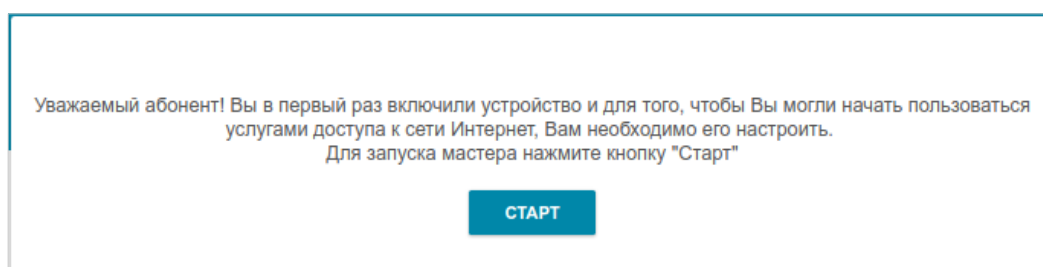 Уважаемый абонент! Вы в первый раз включили устройство и для того, чтобы Вы могли начать пользоваться
услугами доступа к сети Интернет, Вам необходимо его настроить.
Для запуска мастера нажмите кнопку "Старт"
СТАРТ